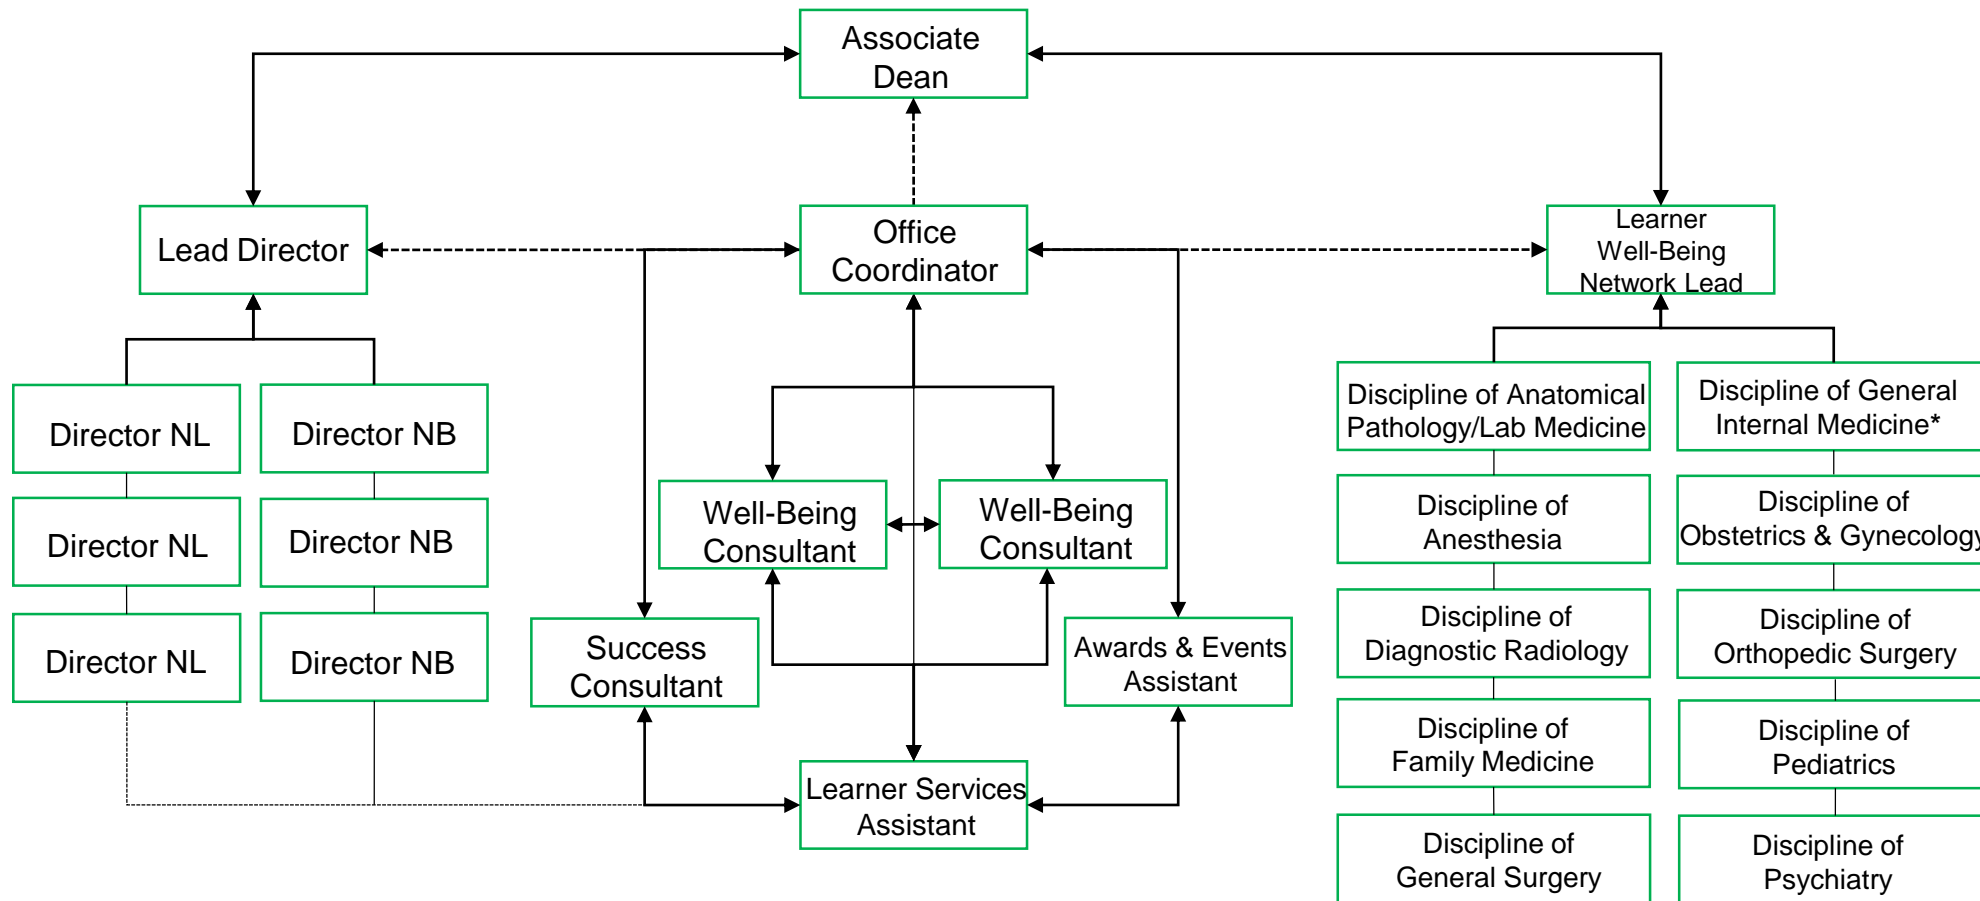 Associate
Dean
Lead Director
Office
Coordinator
Learner
Well-Being
Network Lead
Director NL
Director NB
Director NL
Director NB
Director NL
Director NB
Well-Being
Consultant
Well-Being
Consultant
Success
Consultant
Awards & Events
Assistant
Learner Services
Assistant
Discipline of Anatomical
Pathology/Lab Medicine
Discipline of General
Internal Medicine*
Discipline of
Anesthesia
Discipline of
Obstetrics & Gynecology
Discipline of
Diagnostic Radiology
Discipline of
Orthopedic Surgery
Discipline of
Family Medicine
Discipline of
Pediatrics
Discipline of
General Surgery
Discipline of
Psychiatry